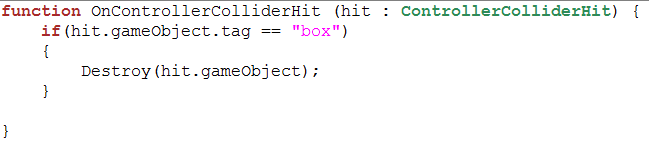 function OnControllerColliderHit (hit : ControllerColliderHit) {
    if(hit.gameObject.tag == "box")
    {
        Destroy(hit.gameObject);
    }
}